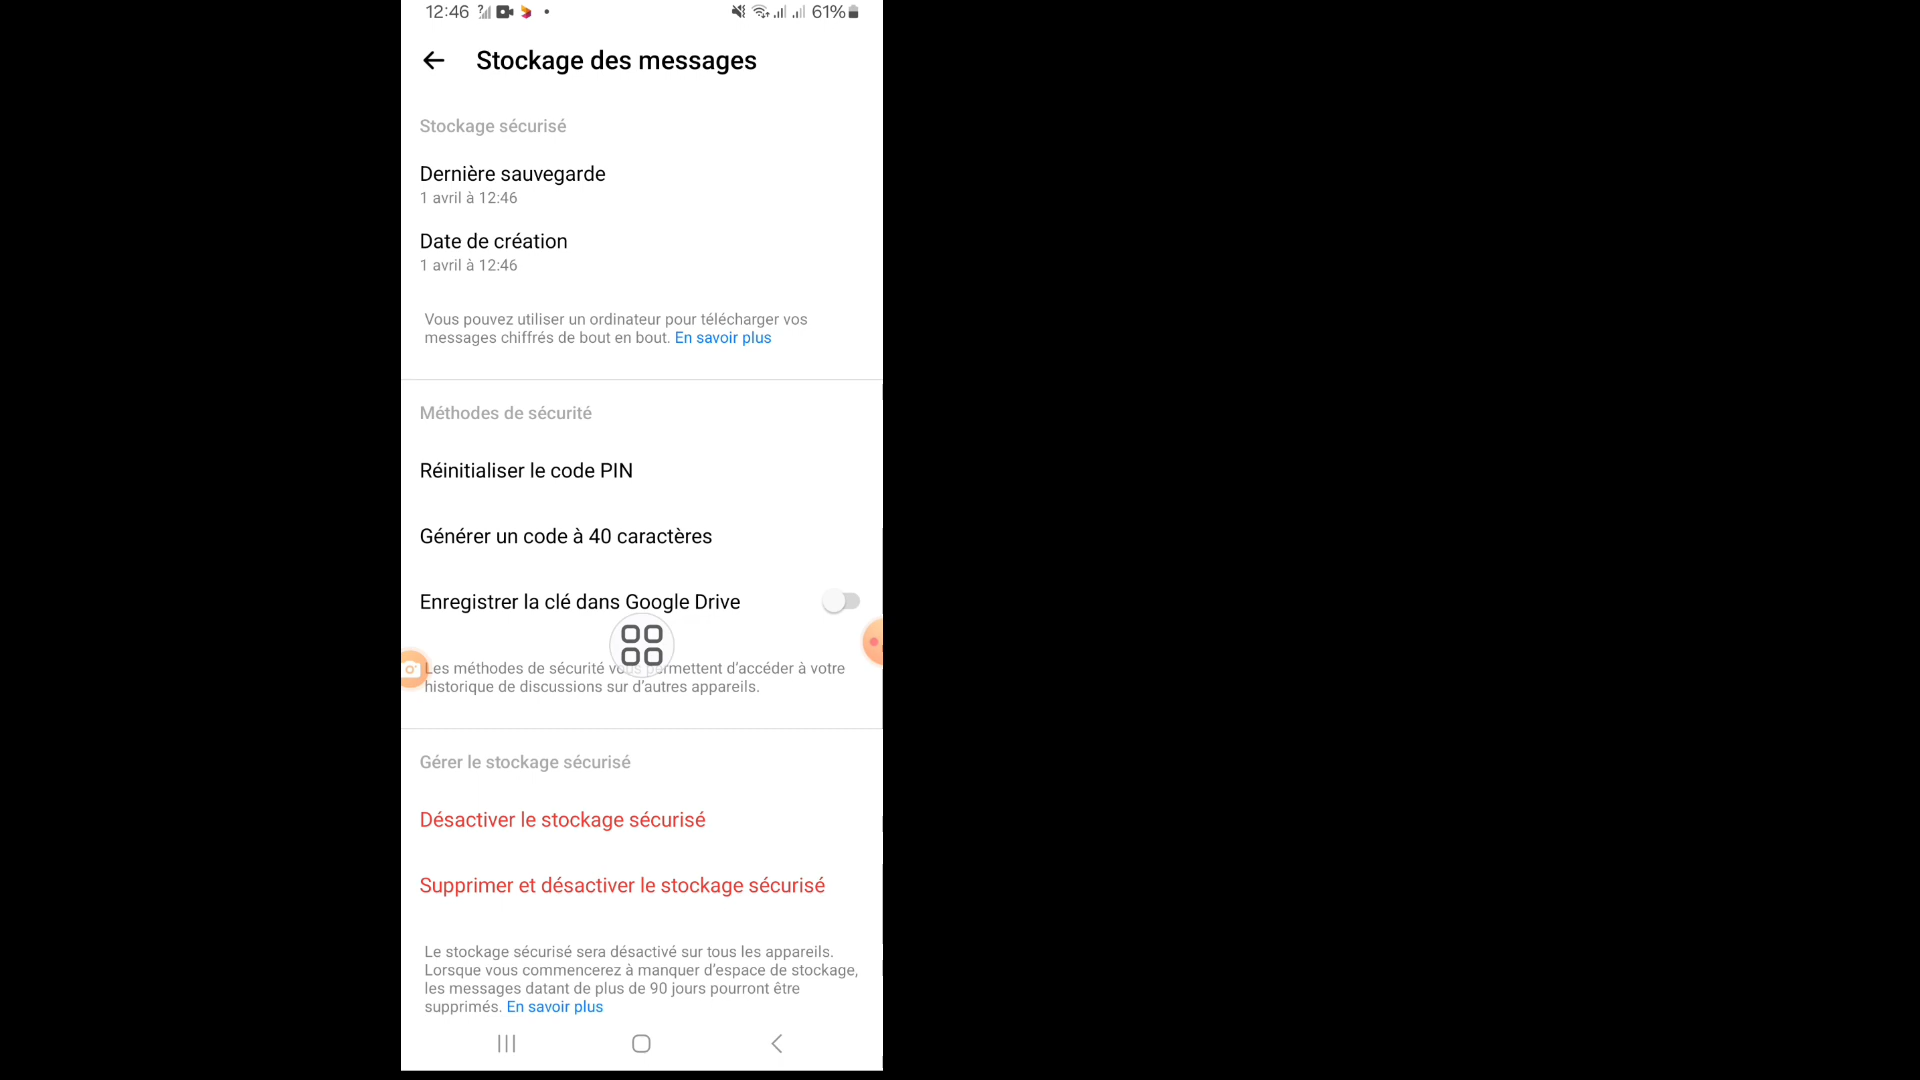 12:46 61%
Stockage des messages
Stockage sécurisé
Dernière sauvegarde
1 avril à 12:46
Date de création
1 avril à 12:46
Vous pouvez utiliser un ordinateur pour télécharger vos
messages chiffrés de bout en bout. En savoir plus
Méthodes de sécurité
Réinitialiser le code PIN
Générer un code à 40 caractères
Enregistrer la clé dans Google Drive
Les méthodes de sécurité vous permettent d’accéder à votre
historique de discussions sur d’autres appareils.
Gérer le stockage sécurisé
Désactiver le stockage sécurisé
Supprimer et désactiver le stockage sécurisé
Le stockage sécurisé sera désactivé sur tous les appareils.
Lorsque vous commencerez à manquer d’espace de stockage,
les messages datant de plus de 90 jours pourront être
supprimés. En savoir plus